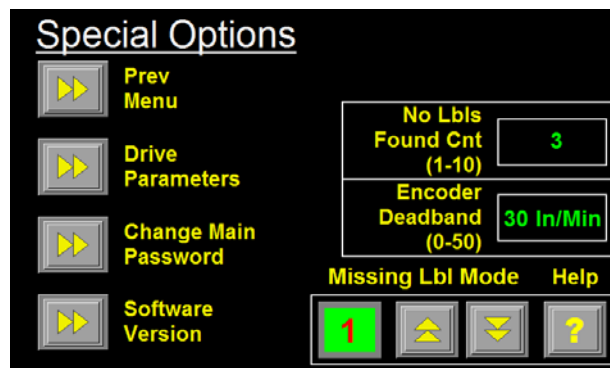 Special Options
Prev
Menu
Drive
Parameters
Change Main
Password
Software
Version
No Lbls
Found Cnt
(1-10)
3
Encoder
Deadband
(0-50)
30 In/Min
Missing Lbl Mode
Help
1
?